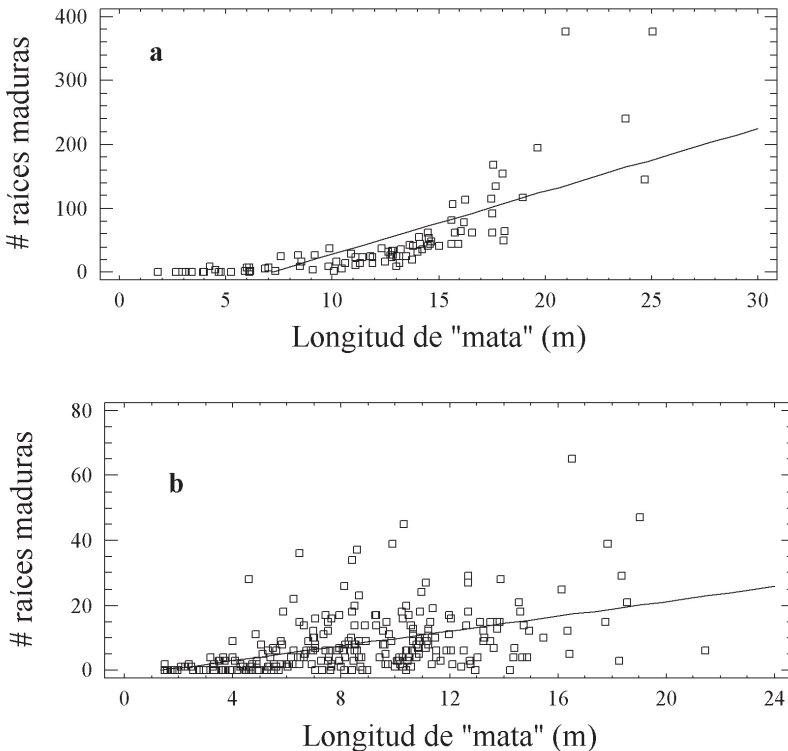 400
a
300
200
100
0
# raíces maduras
0 5 10 15 20 25 30
Longitud de "mata" (m)
80
60
b
40
20
0
# raíces maduras
0 4 8 12 16 20 24
Longitud de "mata" (m)